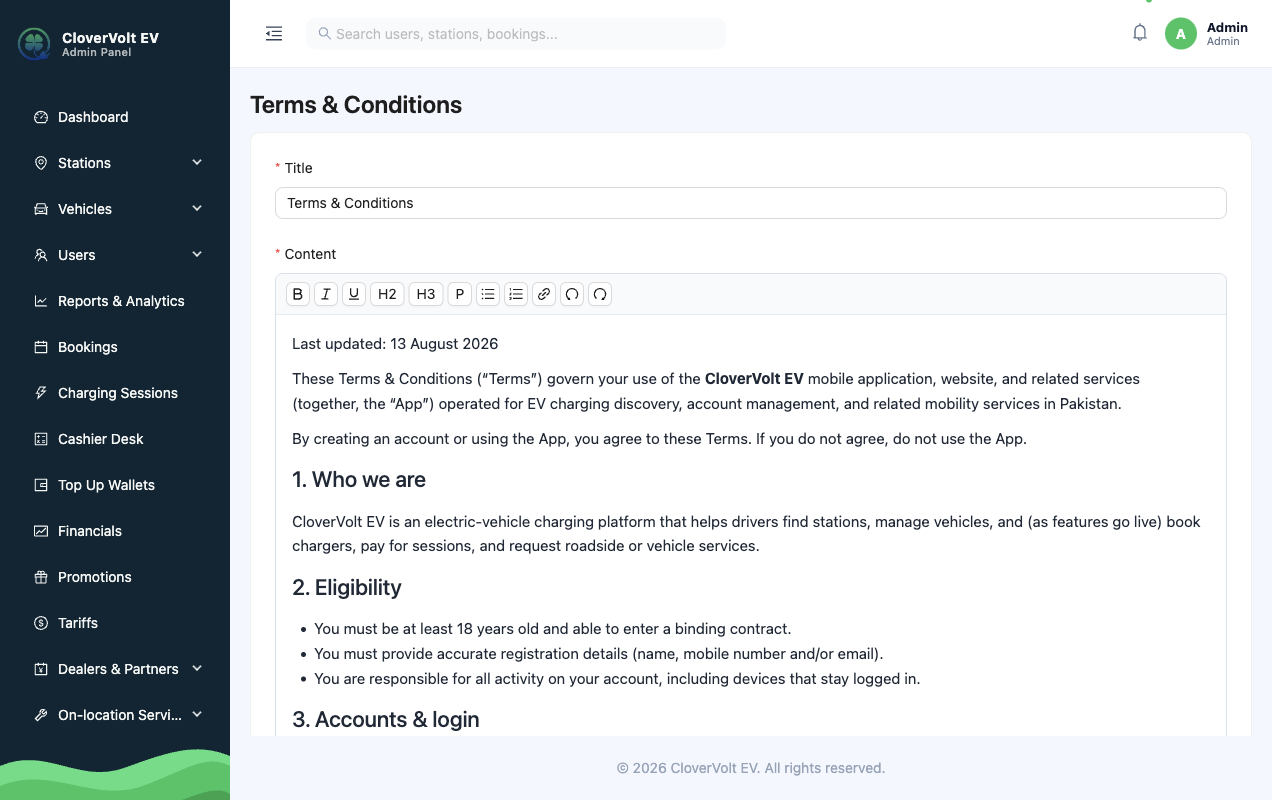 CloverVolt EV
Admin Panel
Dashboard
Stations
Vehicles
Users
Reports & Analytics
Bookings
Charging Sessions
Cashier Desk
Top Up Wallets
Financials
Promotions
Tariffs
Dealers & Partners
On-location Servi...
Search users, stations, bookings...
A
Admin
Admin
Terms & Conditions
* Title
Terms & Conditions
* Content
B I U H2 H3 P
Last updated: 13 August 2026
These Terms & Conditions (“Terms”) govern your use of the CloverVolt EV mobile application, website, and related services
(together, the “App”) operated for EV charging discovery, account management, and related mobility services in Pakistan.
By creating an account or using the App, you agree to these Terms. If you do not agree, do not use the App.
1. Who we are
CloverVolt EV is an electric-vehicle charging platform that helps drivers find stations, manage vehicles, and (as features go live) book
chargers, pay for sessions, and request roadside or vehicle services.
2. Eligibility
• You must be at least 18 years old and able to enter a binding contract.
• You must provide accurate registration details (name, mobile number and/or email).
• You are responsible for all activity on your account, including devices that stay logged in.
3. Accounts & login
© 2026 CloverVolt EV. All rights reserved.